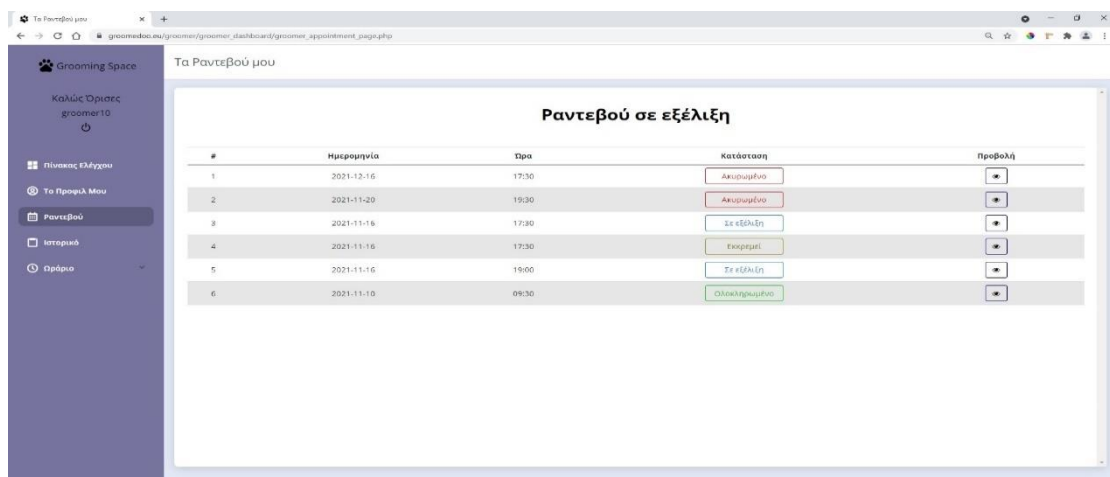 Τα Ραντεβού μου
groomedoo.eu/groomer/groomer_dashboard/groomer_appointment_page.php
Grooming Space
Τα Ραντεβού μου
Καλώς Όρισες
groomer10
Πίνακας Ελέγχου
Το Προφιλ Μου
Ραντεβού
Ιστορικό
Ωράριο
Ραντεβού σε εξέλιξη
# Ημερομηνία Ώρα Κατάσταση Προβολή
1 2021-12-16 17:30 Ακυρωμένο
2 2021-11-20 19:30 Ακυρωμένο
3 2021-11-16 17:30 Σε εξέλιξη
4 2021-11-16 17:30 Εκκρεμεί
5 2021-11-16 19:00 Σε εξέλιξη
6 2021-11-10 09:30 Ολοκληρωμένο